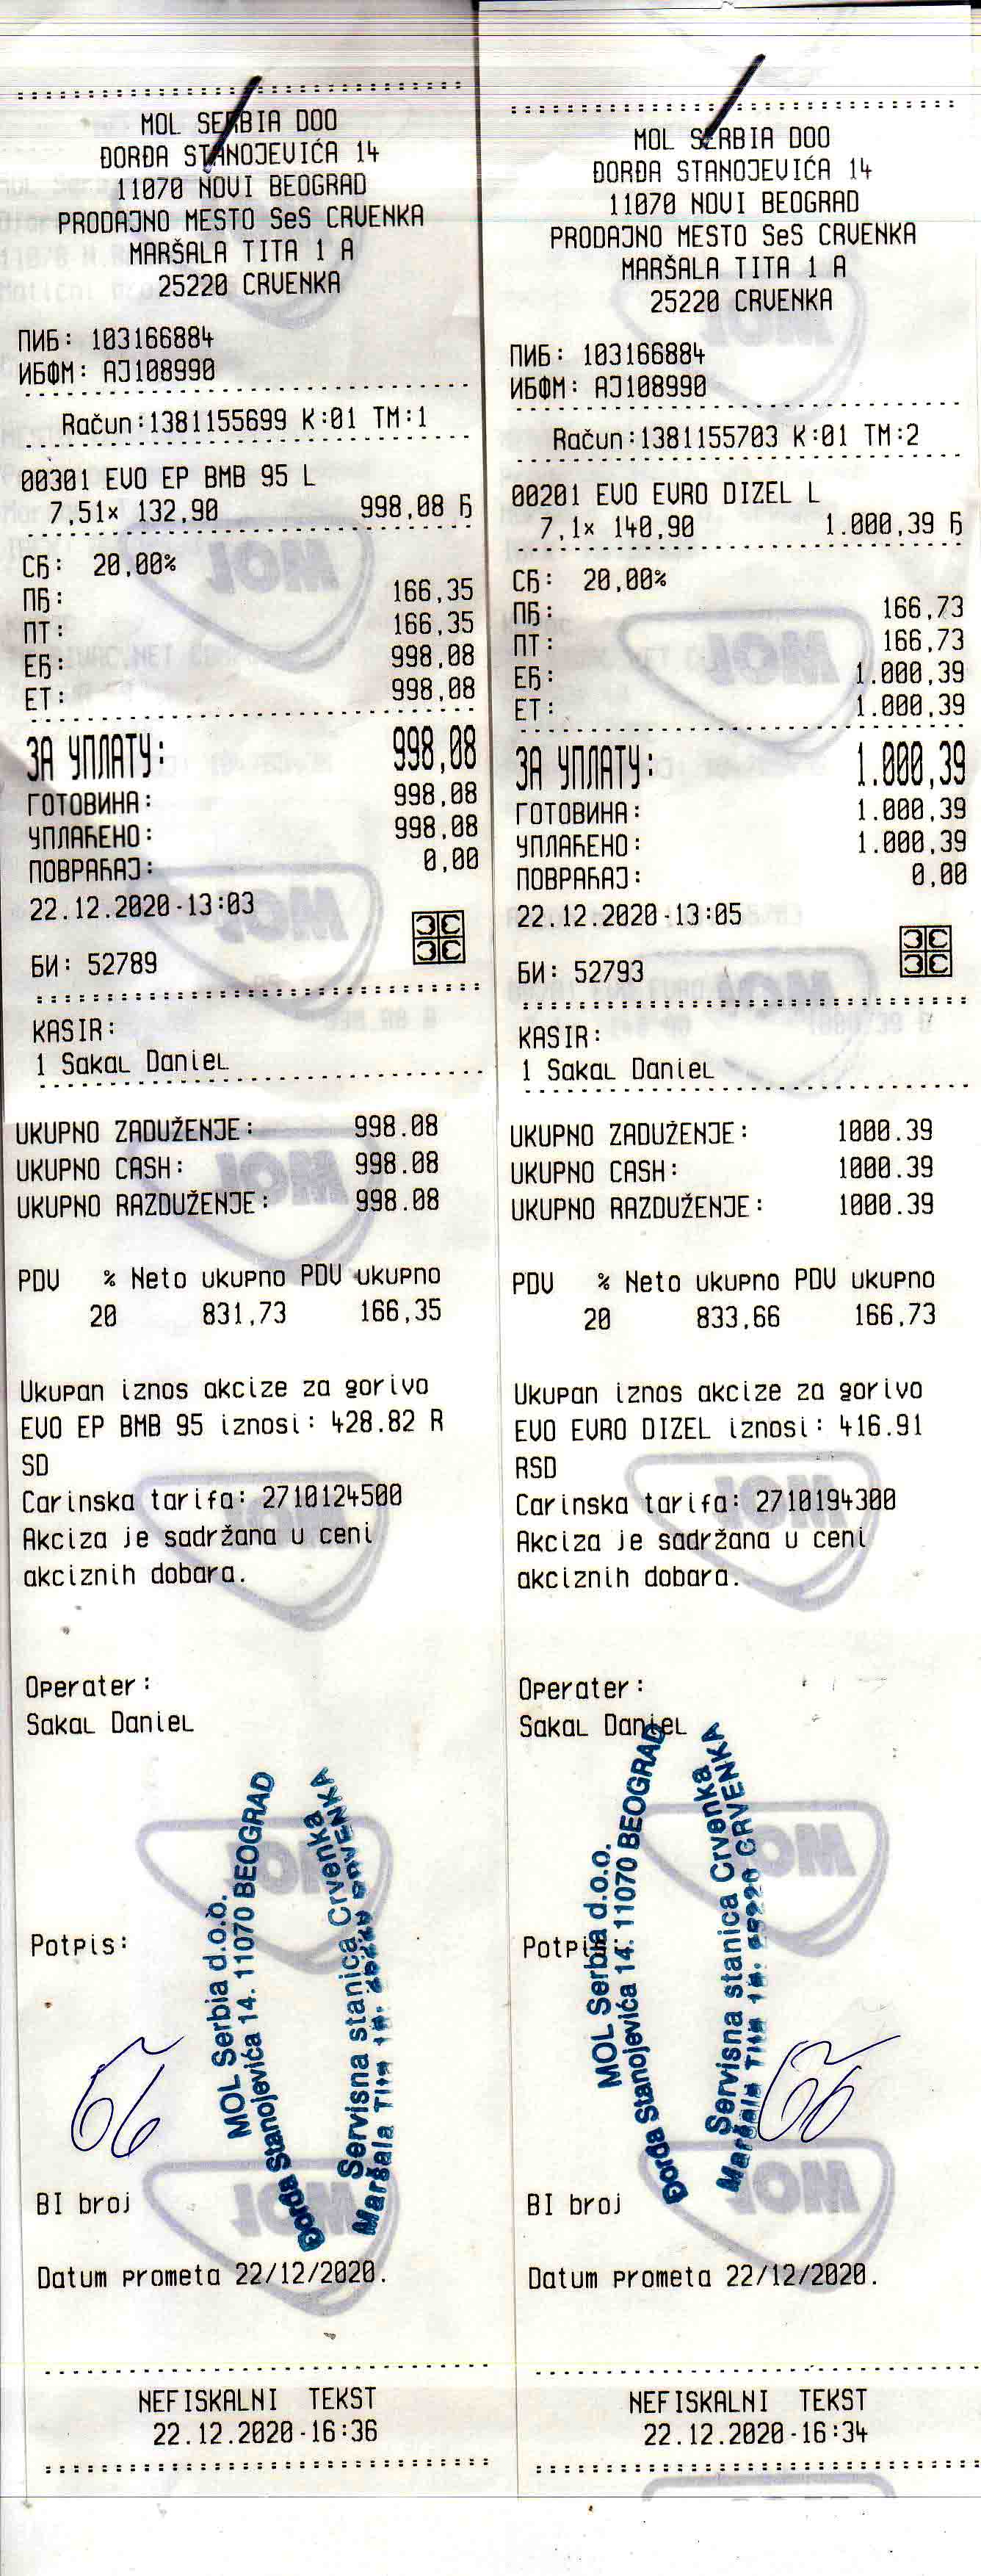 MOL SERBIA DOO
ĐORĐA STANOJEVIĆA 14
11070 NOVI BEOGRAD
PRODAJNO MESTO SeS CRVENKA
MARŠALA TITA 1 A
25220 CRVENKA
ПИБ: 103166884
ИБФМ: AJ108990
Račun:1381155699 K:01 TM:1
00301 EVO EP BMB 95 L
7,51x 132,90 998,08 Ђ
СЂ: 20,00%
ПЂ: 166,35
ПТ: 166,35
ЕЂ: 998,08
ЕТ: 998,08
ЗА УПЛАТУ: 998,08
ГОТОВИНА: 998,08
УПЛАЋЕНО: 998,08
ПОВРАЋАЈ: 0,00
22.12.2020-13:03
БИ: 52789
KASIR:
1 Sakal Daniel
UKUPNO ZADUŽENJE: 998.08
UKUPNO CASH: 998.08
UKUPNO RAZDUŽENJE: 998.08
PDV % Neto ukupno PDV ukupno
20 831,73 166,35
Ukupan iznos akcize za gorivo
EVO EP BMB 95 iznosi: 428.82 R
SD
Carinska tarifa: 2710124500
Akciza je sadržana u ceni
akciznih dobara.
Operater:
Sakal Daniel
MOL Serbia d.o.o.
Đorđa Stanojevića 14. 11070 BEOGRAD
Servisna stanica Crvenka
Maršala Tita CRVENKA
Potpis:
BI broj
Datum prometa 22/12/2020.
NEFISKALNI TEKST
22.12.2020-16:36
MOL SERBIA DOO
ĐORĐA STANOJEVIĆA 14
11070 NOVI BEOGRAD
PRODAJNO MESTO SeS CRVENKA
MARŠALA TITA 1 A
25220 CRVENKA
ПИБ: 103166884
ИБФМ: AJ108990
Račun:1381155703 K:01 TM:2
00201 EVO EURO DIZEL L
7,1x 140,90 1.000,39 Ђ
СЂ: 20,00%
ПЂ: 166,73
ПТ: 166,73
ЕЂ: 1.000,39
ЕТ: 1.000,39
ЗА УПЛАТУ: 1.000,39
ГОТОВИНА: 1.000,39
УПЛАЋЕНО: 1.000,39
ПОВРАЋАЈ: 0,00
22.12.2020-13:05
БИ: 52793
KASIR:
1 Sakal Daniel
UKUPNO ZADUŽENJE: 1000.39
UKUPNO CASH: 1000.39
UKUPNO RAZDUŽENJE: 1000.39
PDV % Neto ukupno PDV ukupno
20 833,66 166,73
Ukupan iznos akcize za gorivo
EVO EURO DIZEL iznosi: 416.91
RSD
Carinska tarifa: 2710194300
Akciza je sadržana u ceni
akciznih dobara.
Operater:
Sakal Daniel
MOL Serbia d.o.o.
Đorđa Stanojevića 14. 11070 BEOGRAD
Servisna stanica Crvenka
Maršala Tita 25220 CRVENKA
Potpis:
BI broj
Datum prometa 22/12/2020.
NEFISKALNI TEKST
22.12.2020-16:34